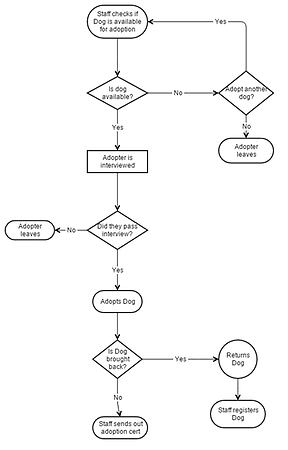 Staff checks if
Dog is available
for adoption
Yes
Is dog
available?
No
Adopt another
dog?
Yes
No
Adopter is
interviewed
Adopter
leaves
Adopter
leaves
No
Did they pass
interview?
Yes
Adopts Dog
Is Dog
brought
back?
Yes
Returns
Dog
No
Staff sends out
adoption cert
Staff registers
Dog